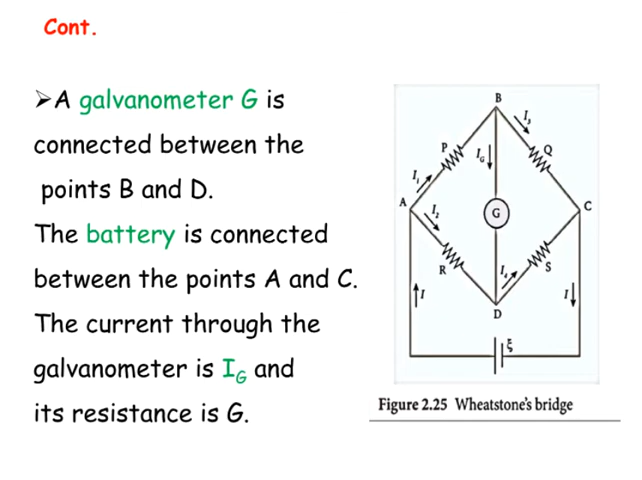 Cont.
➢A galvanometer G is
connected between the
points B and D.
The battery is connected
between the points A and C.
The current through the
galvanometer is I_G and
its resistance is G.
B
I₃
P
I_G
Q
I₁
A
I₂
G
C
R
I₄
S
I
D
I
ξ
Figure 2.25 Wheatstone's bridge